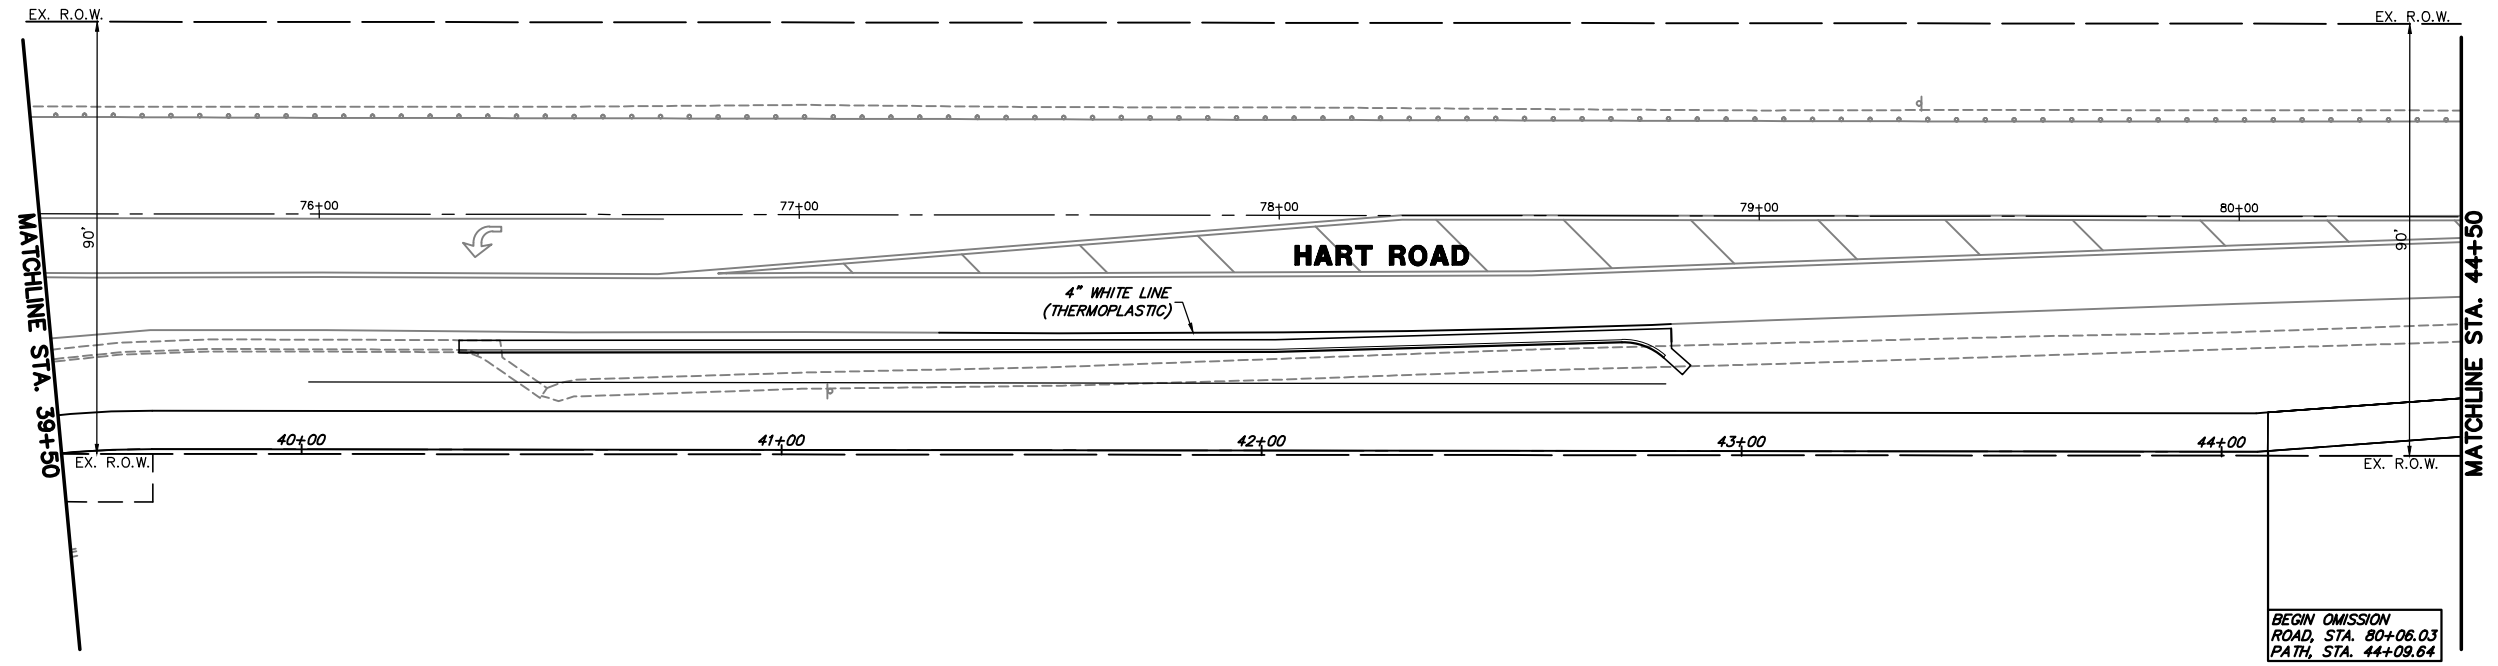 EX. R.O.W.
EX. R.O.W.
76+00
77+00
78+00
79+00
80+00
90'
90'
HART ROAD
4" WHITE LINE
(THERMOPLASTIC)
MATCHLINE STA. 39+50
MATCHLINE STA. 44+50
40+00
41+00
42+00
43+00
44+00
EX. R.O.W.
EX. R.O.W.
BEGIN OMISSION
ROAD, STA. 80+06.03
PATH, STA. 44+09.64